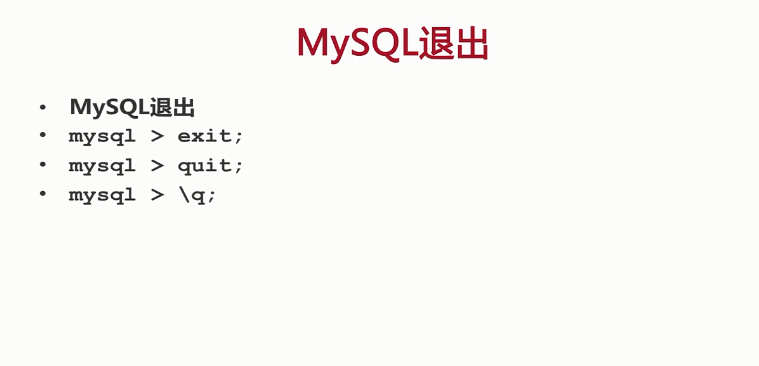 MySQL退出
• MySQL退出
• mysql > exit;
• mysql > quit;
• mysql > \q;